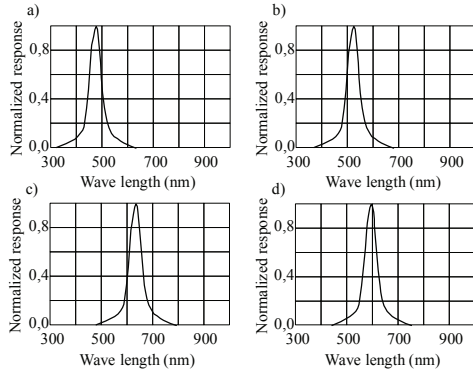 a)
Normalized response
0,8
0,4
0,0
300 500 700 900
Wave length (nm)
b)
Normalized response
0,8
0,4
0,0
300 500 700 900
Wave length (nm)
c)
Normalized response
0,8
0,4
0,0
300 500 700 900
Wave length (nm)
d)
Normalized response
0,8
0,4
0,0
300 500 700 900
Wave length (nm)